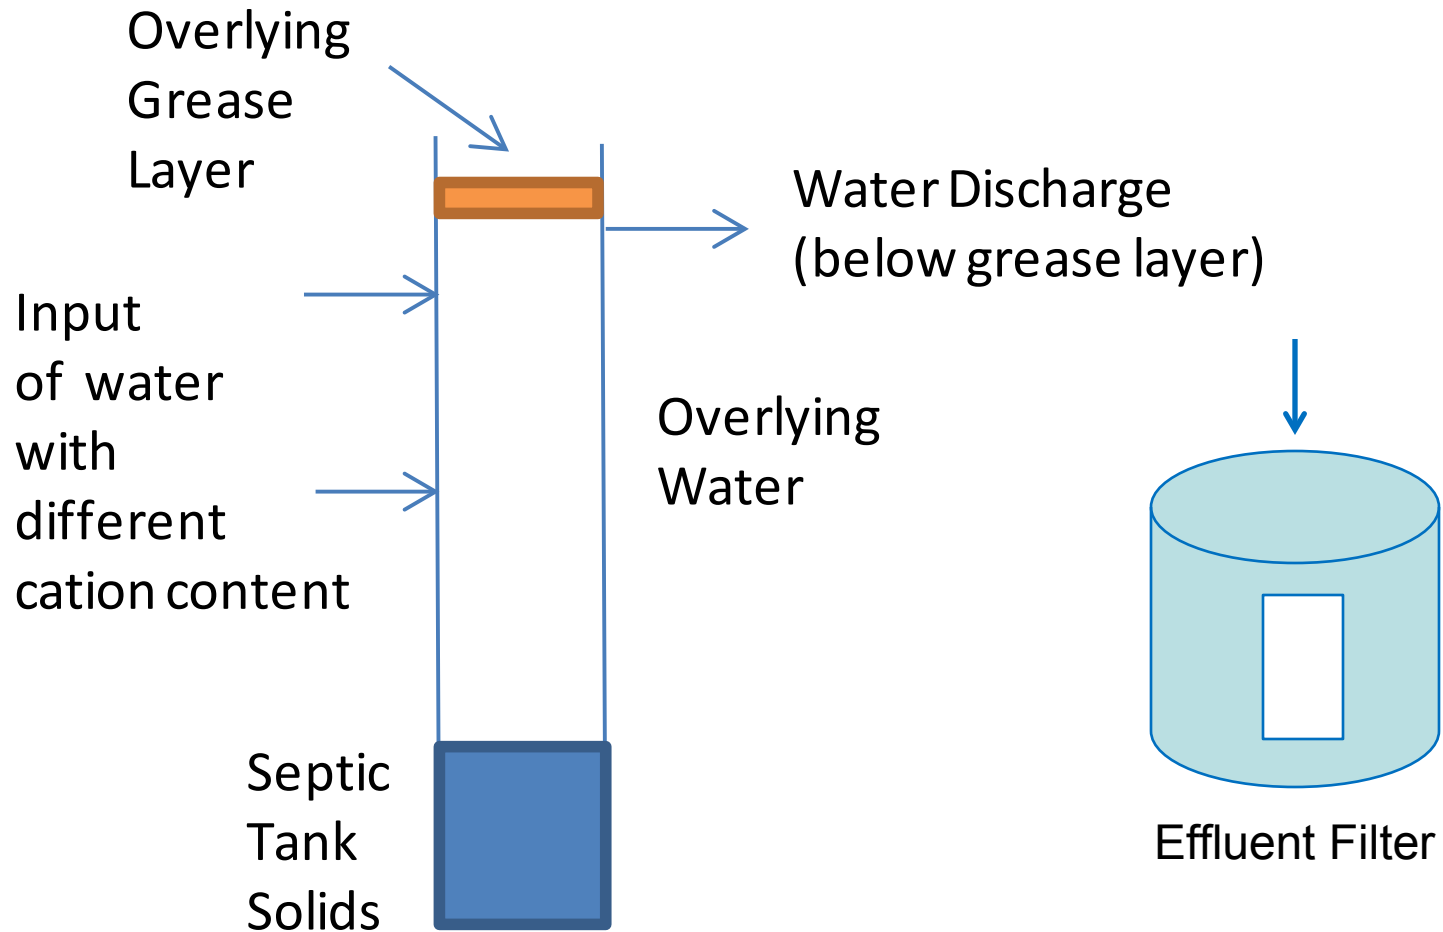 Overlying
Grease
Layer
Water Discharge
(below grease layer)
Input
of water
with
different
cation content
Overlying
Water
Septic
Tank
Solids
Effluent Filter